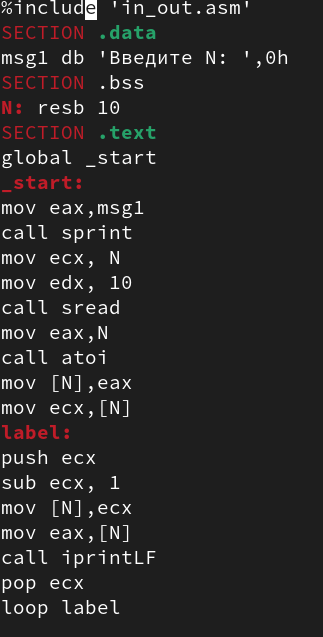 %include 'in_out.asm'
SECTION .data
msg1 db 'Введите N: ',0h
SECTION .bss
N: resb 10
SECTION .text
global _start
_start:
mov eax,msg1
call sprint
mov ecx, N
mov edx, 10
call sread
mov eax,N
call atoi
mov [N],eax
mov ecx,[N]
label:
push ecx
sub ecx, 1
mov [N],ecx
mov eax,[N]
call iprintLF
pop ecx
loop label